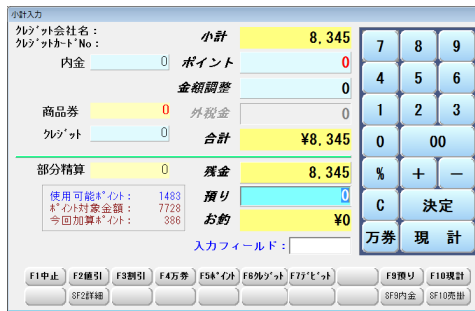 小計入力
ｸﾚｼﾞｯﾄ会社名：
ｸﾚｼﾞｯﾄｶｰﾄﾞNo：
小計 8,345
内金 0 ポイント 0
金額調整 0
商品券 0 外税金 0
ｸﾚｼﾞｯﾄ 0 合計 ¥8,345
部分精算 0 残金 8,345
使用可能ﾎﾟｲﾝﾄ： 1483
ﾎﾟｲﾝﾄ対象金額： 7728
今回加算ﾎﾟｲﾝﾄ： 386
預り 0
お釣 ¥0
入力フィールド：
7 8 9
4 5 6
1 2 3
0 00
% + −
C 決定
万券 現 計
F1中止 F2値引 F3割引 F4万券 F5ﾎﾟｲﾝﾄ F6ｸﾚｼﾞｯﾄ F7ﾃﾞﾋﾞｯﾄ F9預り F10現計
SF2詳細 SF9内金 SF10売掛